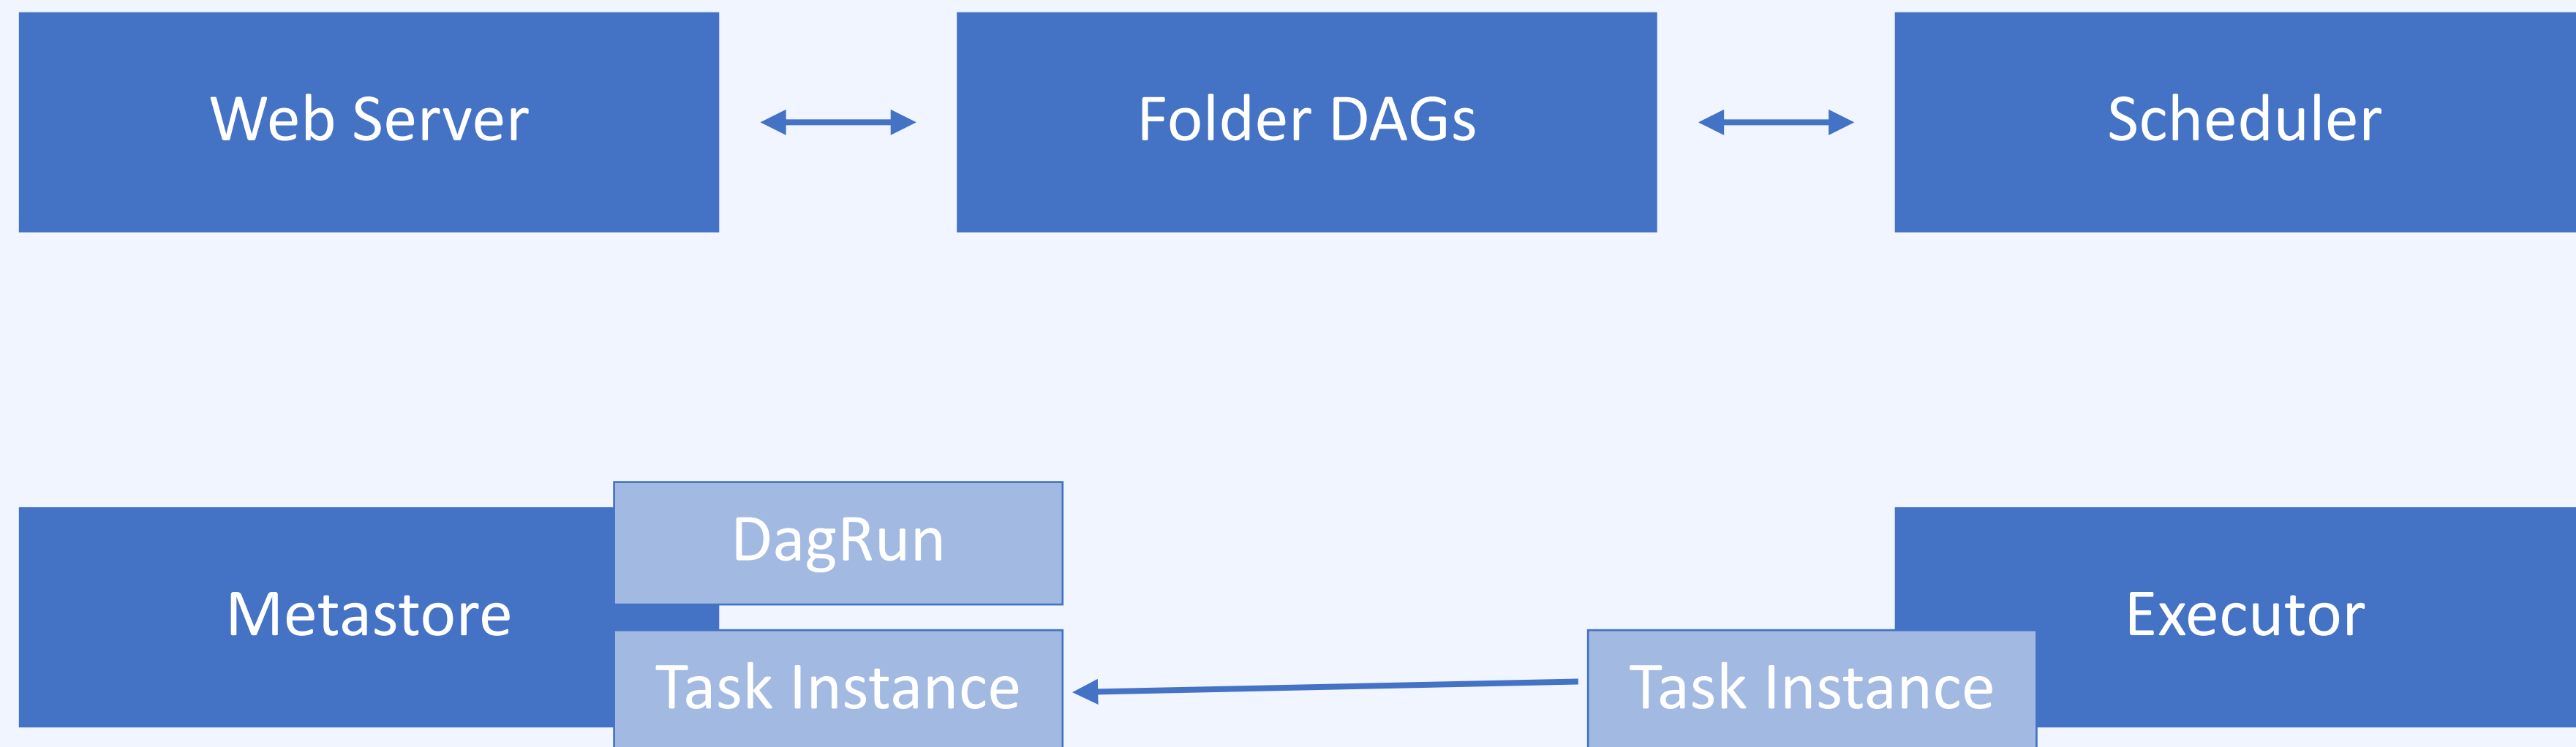 Web Server
Folder DAGs
Scheduler
DagRun
Metastore
Executor
Task Instance
Task Instance